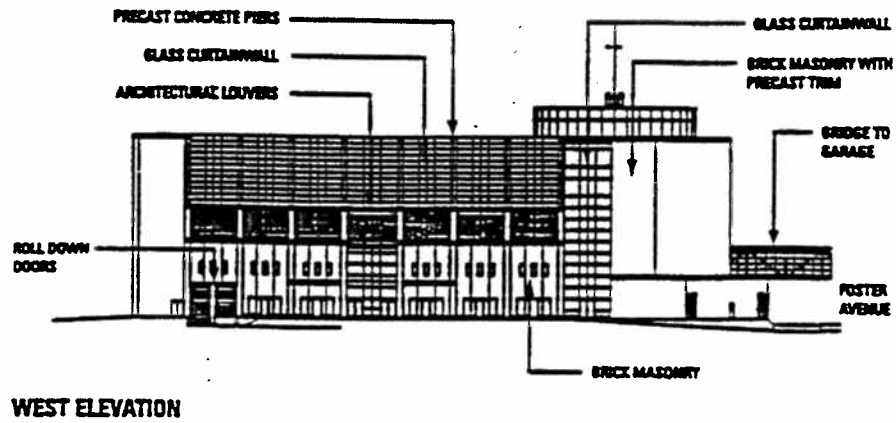 PRECAST CONCRETE PIERS
GLASS CURTAINWALL
ARCHITECTURAL LOUVERS
GLASS CURTAINWALL
BRICK MASONRY WITH
PRECAST TRIM
BRIDGE TO
GARAGE
ROLL DOWN
DOORS
FOSTER
AVENUE
BRICK MASONRY
WEST ELEVATION